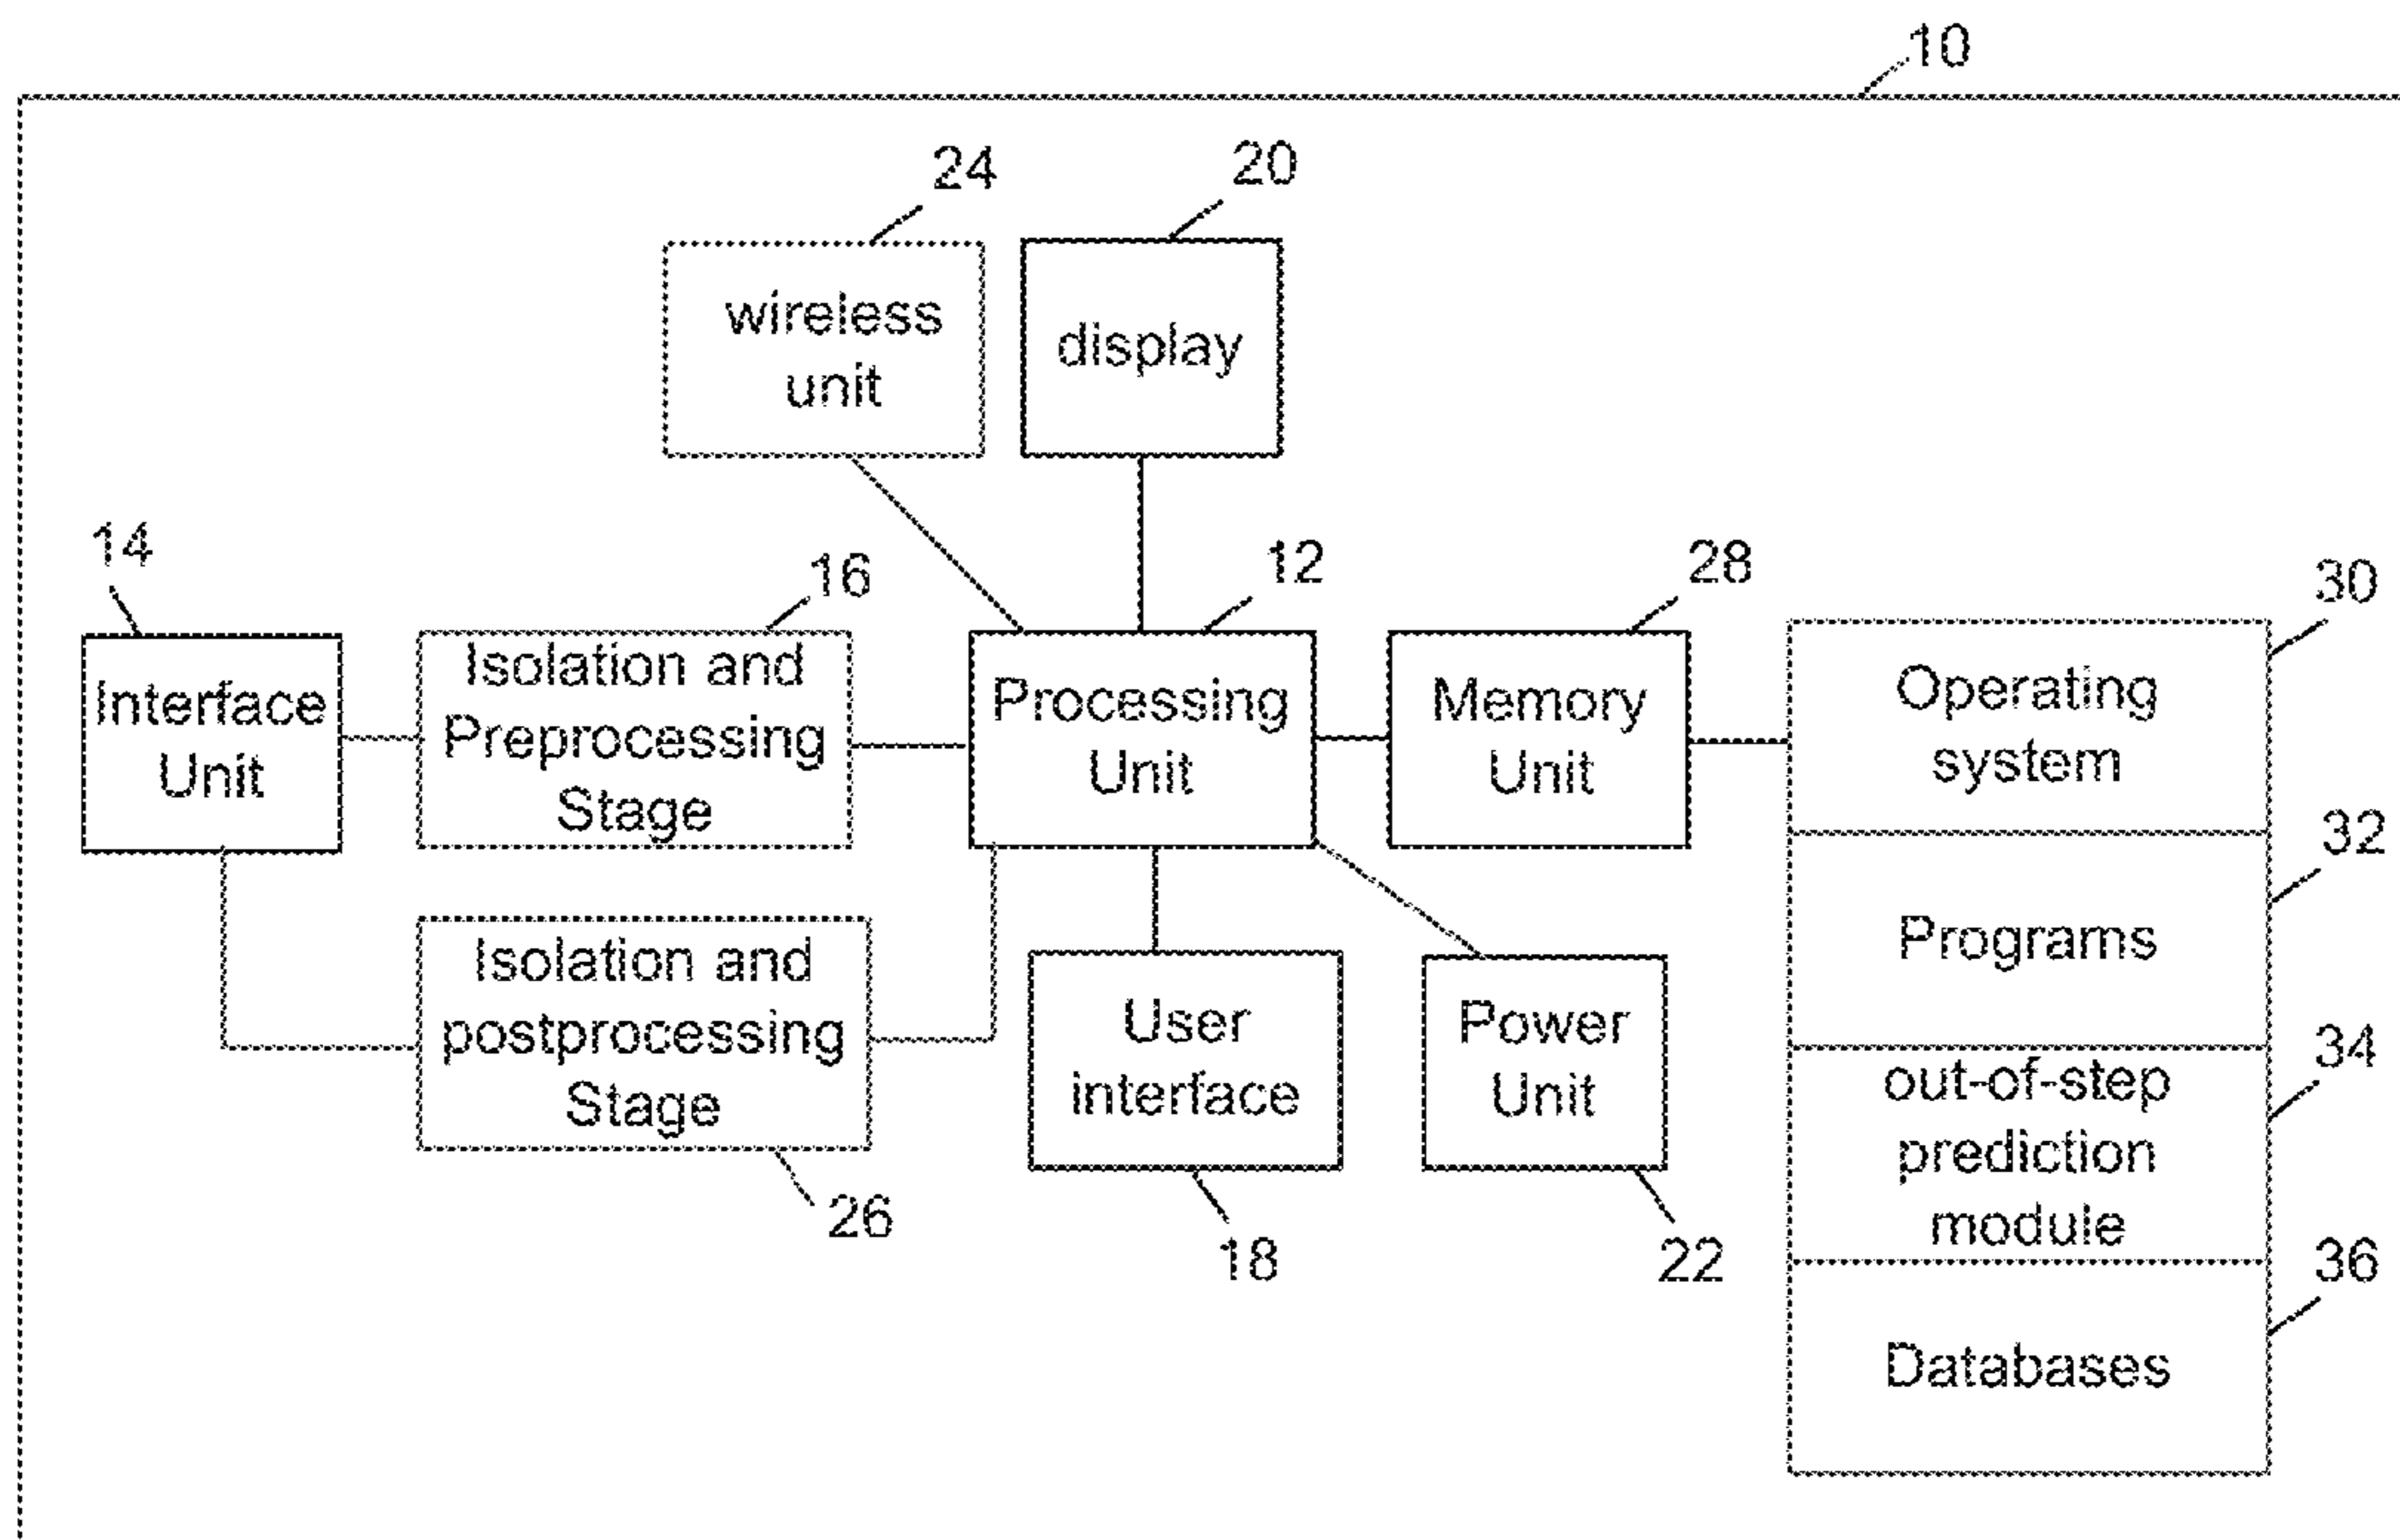 10
24
20
wireless
unit
display
14
16
12
28
30
Interface
Unit
Isolation and
Preprocessing
Stage
Processing
Unit
Memory
Unit
Operating
system
32
Programs
Isolation and
postprocessing
Stage
User
interface
Power
Unit
34
out-of-step
prediction
module
26
18
22
36
Databases